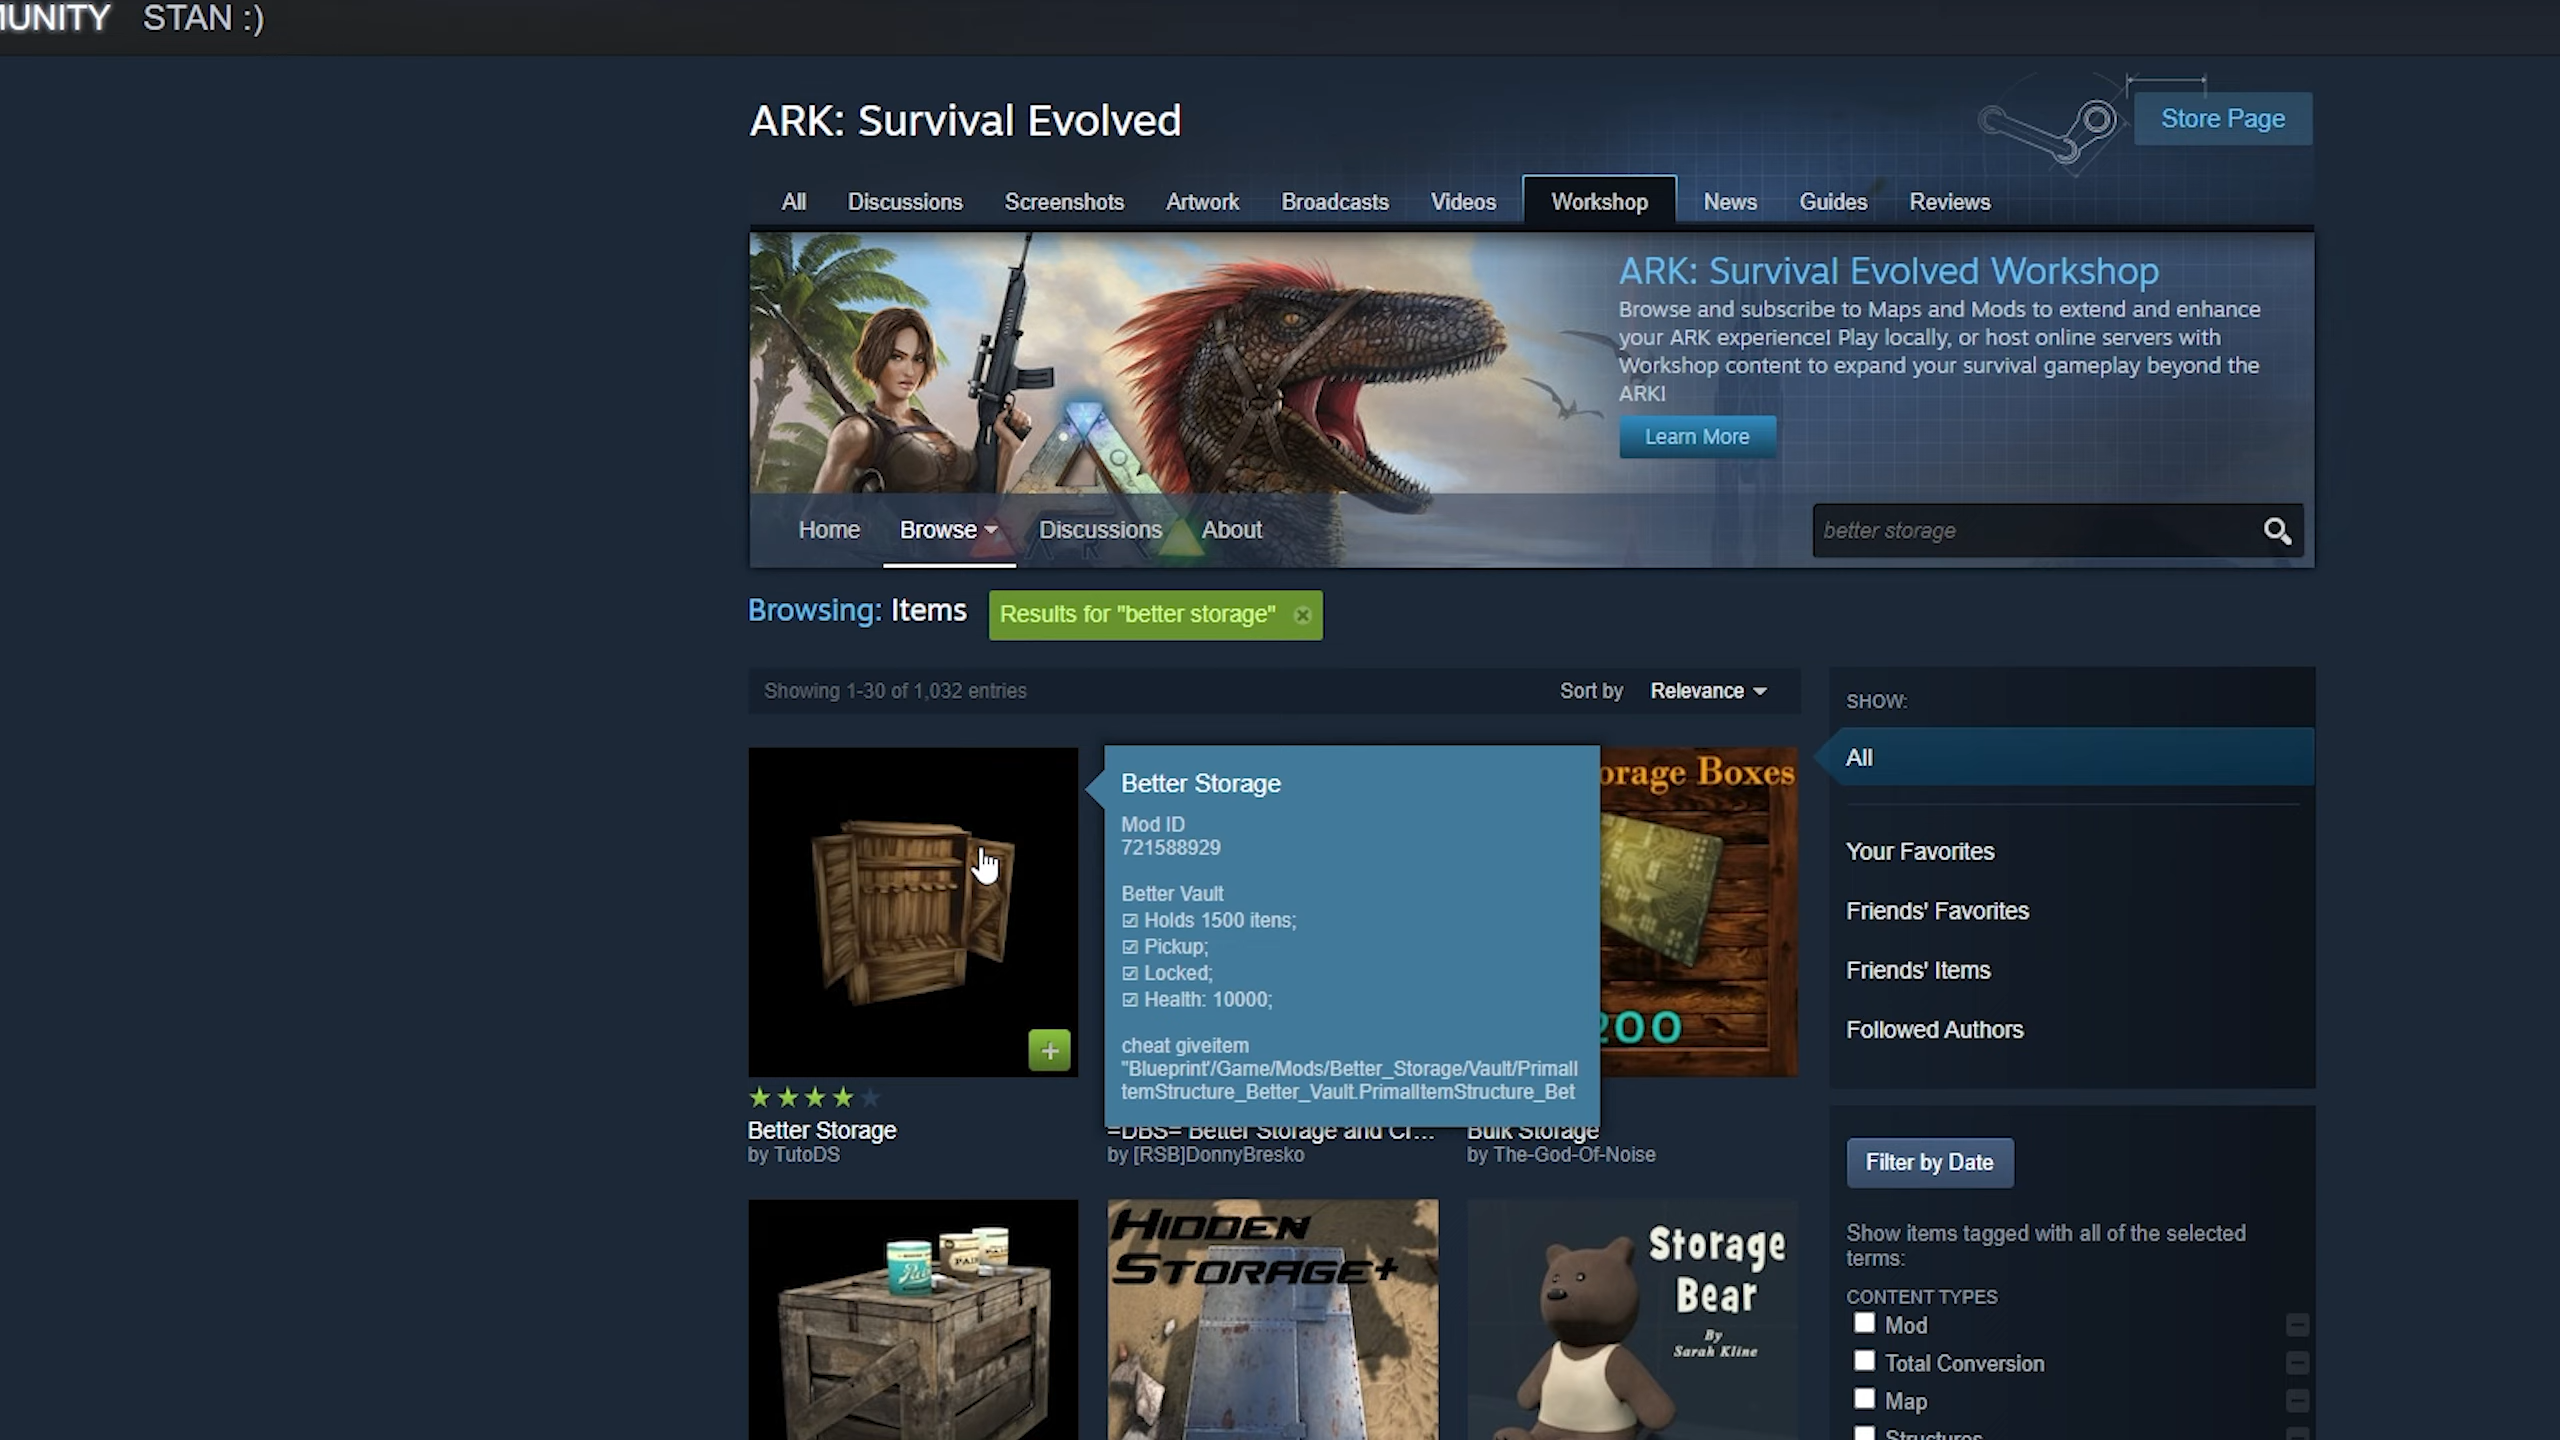 MUNITY STAN :)
ARK: Survival Evolved
Store Page
All Discussions Screenshots Artwork Broadcasts Videos Workshop News Guides Reviews
ARK: Survival Evolved Workshop
Browse and subscribe to Maps and Mods to extend and enhance
your ARK experience! Play locally, or host online servers with
Workshop content to expand your survival gameplay beyond the
ARK!
Learn More
Home Browse Discussions About
better storage
Browsing: Items Results for "better storage"
Showing 1-30 of 1,032 entries
Sort by Relevance
Better Storage
Mod ID
721588929
Better Vault
☑ Holds 1500 itens;
☑ Pickup;
☑ Locked;
☑ Health: 10000;
cheat giveitem
"Blueprint'/Game/Mods/Better_Storage/Vault/PrimalI
temStructure_Better_Vault.PrimalItemStructure_Bet
orage Boxes
200
Better Storage
by TutoDS
=DBS= Better Storage and Cr...
by [RSB]DonnyBresko
Bulk Storage
by The-God-Of-Noise
HIDDEN
STORAGE+
Storage
Bear
By
Sarah Kline
SHOW:
All
Your Favorites
Friends' Favorites
Friends' Items
Followed Authors
Filter by Date
Show items tagged with all of the selected
terms:
CONTENT TYPES
Mod
Total Conversion
Map
Structures